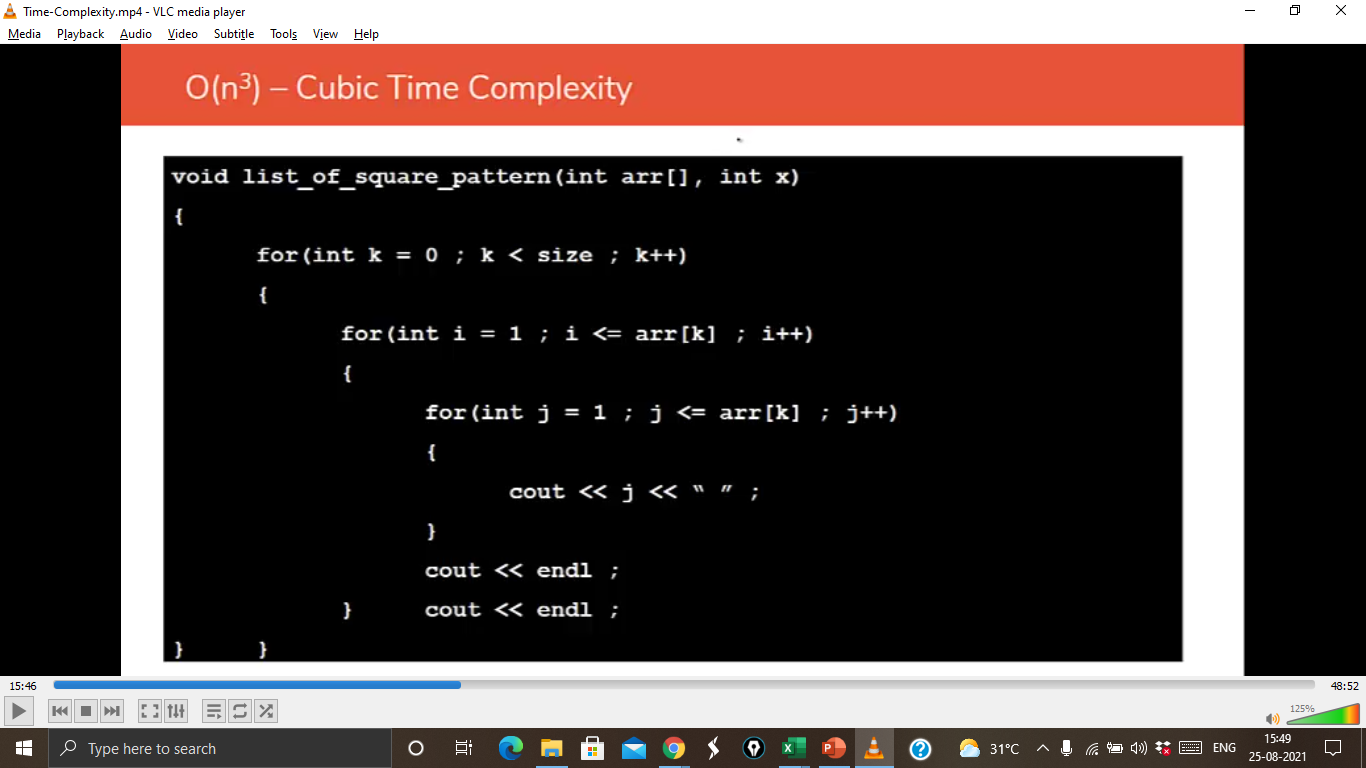 Time-Complexity.mp4 - VLC media player
Media Playback Audio Video Subtitle Tools View Help
O(n³) – Cubic Time Complexity
void list_of_square_pattern(int arr[], int x)
{
for(int k = 0 ; k < size ; k++)
{
for(int i = 1 ; i <= arr[k] ; i++)
{
for(int j = 1 ; j <= arr[k] ; j++)
{
cout << j << “ ” ;
}
cout << endl ;
} cout << endl ;
} }
15:46 48:52
125%
Type here to search 31°C ENG 15:49
25-08-2021